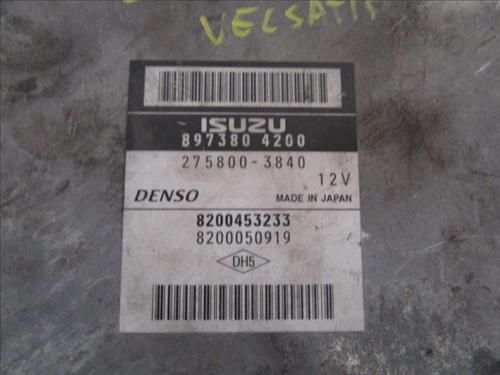 VELSATIS
ISUZU
897380 4200
275800-3840
12V
DENSO MADE IN JAPAN
8200453233
8200050919
DH5